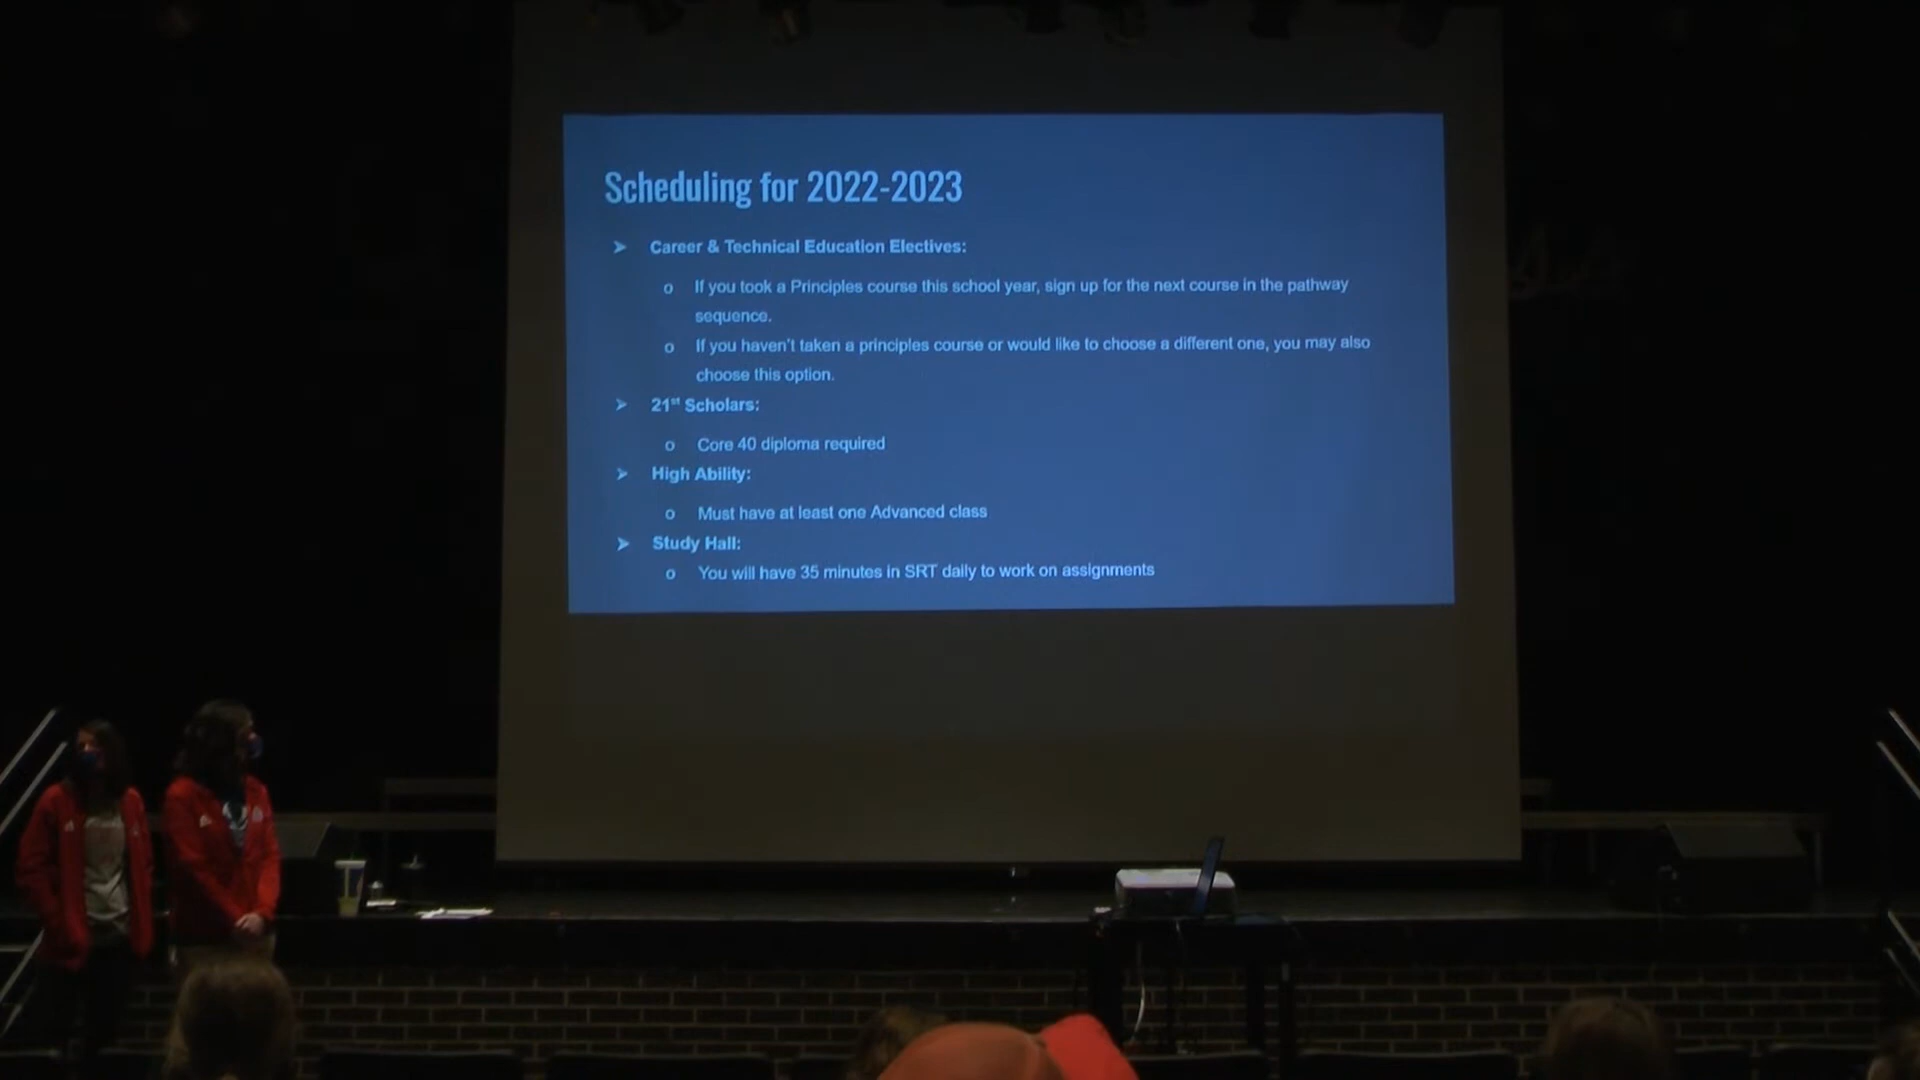 Scheduling for 2022-2023
➤ Career & Technical Education Electives:
o If you took a Principles course this school year, sign up for the next course in the pathway
sequence.
o If you haven't taken a principles course or would like to choose a different one, you may also
choose this option.
➤ 21st Scholars:
o Core 40 diploma required
➤ High Ability:
o Must have at least one Advanced class
➤ Study Hall:
o You will have 35 minutes in SRT daily to work on assignments